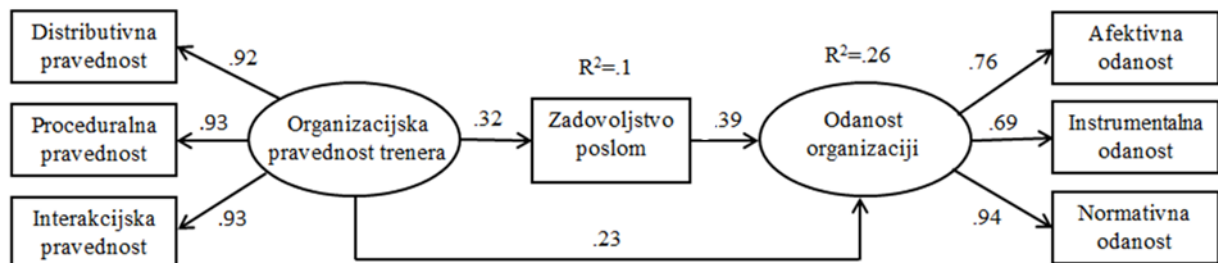 Distributivna
pravednost
.92
Proceduralna
pravednost
.93
Interakcijska
pravednost
.93
Organizacijska
pravednost trenera
.32
R²=.1
Zadovoljstvo
poslom
.39
R²=.26
Odanost
organizaciji
.23
.76
Afektivna
odanost
.69
Instrumentalna
odanost
.94
Normativna
odanost